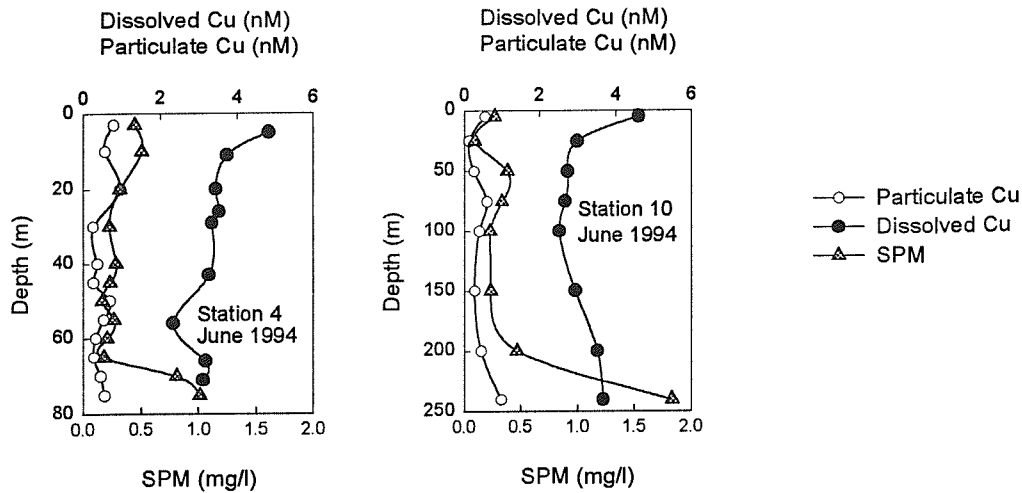 Dissolved Cu (nM)
Particulate Cu (nM)
0 2 4 6
Depth (m)
0
20
40
60
80
Station 4
June 1994
0.0 0.5 1.0 1.5 2.0
SPM (mg/l)
Dissolved Cu (nM)
Particulate Cu (nM)
0 2 4 6
Depth (m)
0
50
100
150
200
250
Station 10
June 1994
0.0 0.5 1.0 1.5 2.0
SPM (mg/l)
Particulate Cu
Dissolved Cu
SPM